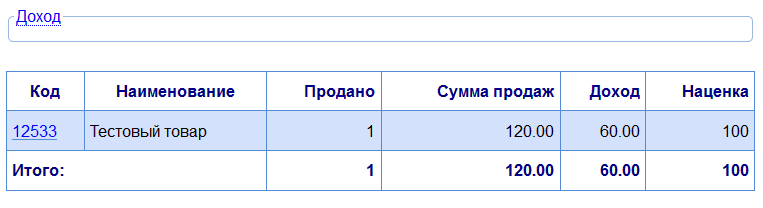 Доход
Код Наименование Продано Сумма продаж Доход Наценка
12533 Тестовый товар 1 120.00 60.00 100
Итого: 1 120.00 60.00 100